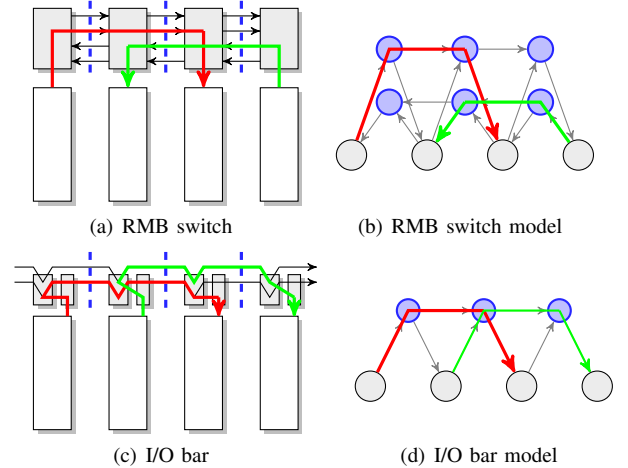 (a) RMB switch
(b) RMB switch model
(c) I/O bar
(d) I/O bar model